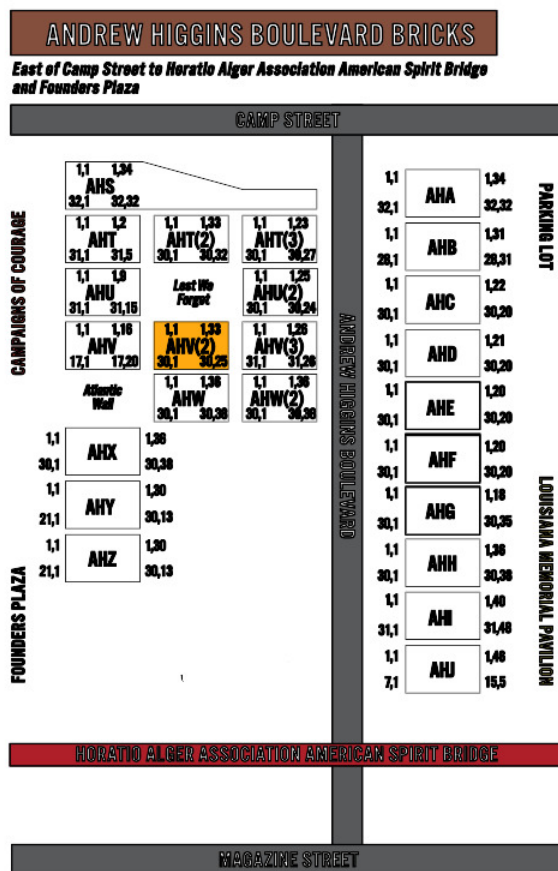 ANDREW HIGGINS BOULEVARD BRICKS
East of Camp Street to Horatio Alger Association American Spirit Bridge
and Founders Plaza
CAMP STREET
CAMPAIGNS OF COURAGE
FOUNDERS PLAZA
1,1 1,34
AHS
32,1 32,32
1,1 1,2
AHT
31,1 31,5
1,1 1,33
AHT(2)
30,1 30,32
1,1 1,23
AHT(3)
30,1 30,27
1,1 1,9
AHU
31,1 31,15
Lest We
Forget
1,1 1,25
AHU(2)
30,1 30,24
1,1 1,16
AHV
17,1 17,20
1,1 1,33
AHV(2)
30,1 30,25
1,1 1,26
AHV(3)
31,1 31,26
Atlantic
Wall
1,1 1,36
AHW
30,1 30,38
1,1 1,36
AHW(2)
30,1 30,38
1,1 1,36
AHX
30,1 30,38
1,1 1,30
AHY
21,1 30,13
1,1 1,30
AHZ
21,1 30,13
ANDREW HIGGINS BOULEVARD
1,1 1,34
AHA
32,1 32,32
1,1 1,31
AHB
28,1 28,31
1,1 1,22
AHC
30,1 30,20
1,1 1,21
AHD
30,1 30,20
1,1 1,20
AHE
30,1 30,20
1,1 1,20
AHF
30,1 30,20
1,1 1,18
AHG
30,1 30,35
1,1 1,36
AHH
30,1 30,38
1,1 1,40
AHI
31,1 31,48
1,1 1,48
AHJ
7,1 15,5
PARKING LOT
LOUISIANA MEMORIAL PAVILION
HORATIO ALGER ASSOCIATION AMERICAN SPIRIT BRIDGE
MAGAZINE STREET